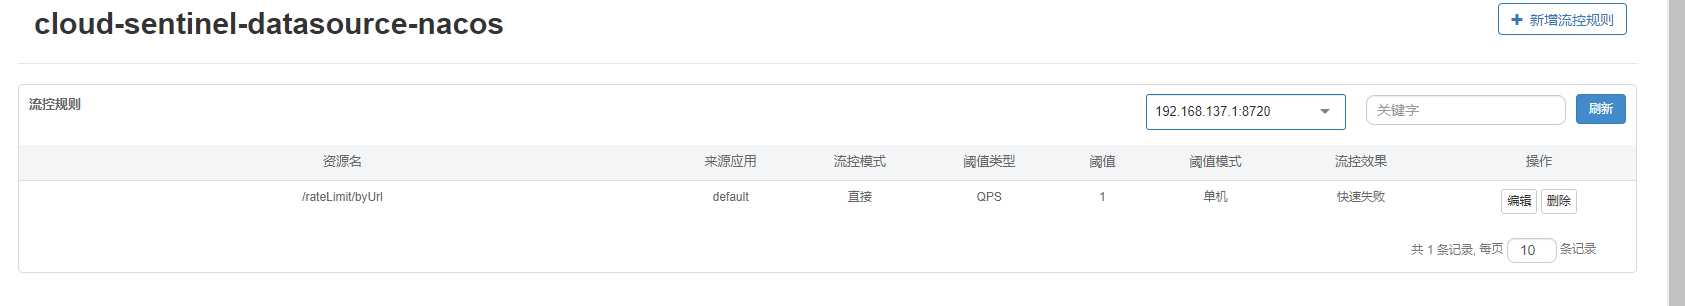 cloud-sentinel-datasource-nacos
+ 新增流控规则
流控规则
192.168.137.1:8720
关键字
刷新
资源名 来源应用 流控模式 阈值类型 阈值 阈值模式 流控效果 操作
/rateLimit/byUrl default 直接 QPS 1 单机 快速失败 编辑 删除
共 1 条记录, 每页 10 条记录